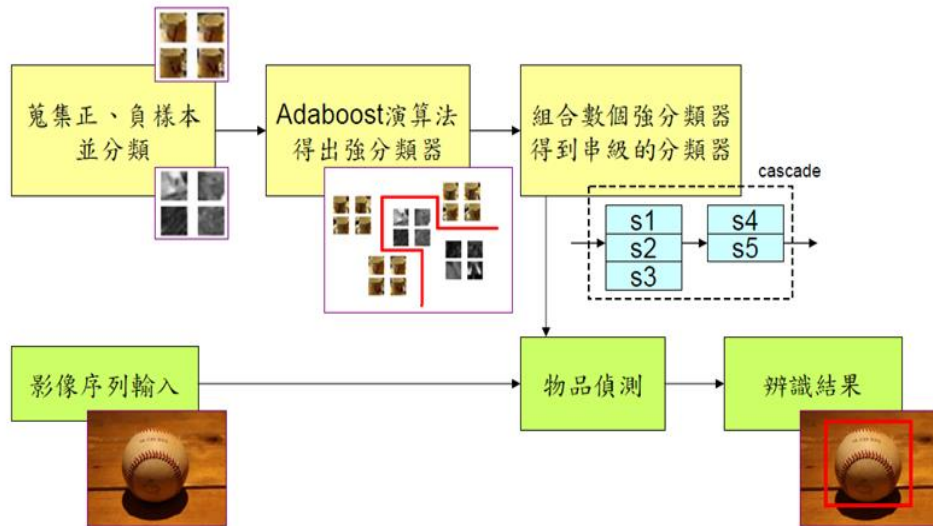 蒐集正、负樣本
並分類
Adaboost演算法
得出強分類器
組合數個強分類器
得到串級的分類器
cascade
s1
s2
s3
s4
s5
影像序列輸入
物品偵測
辨識結果